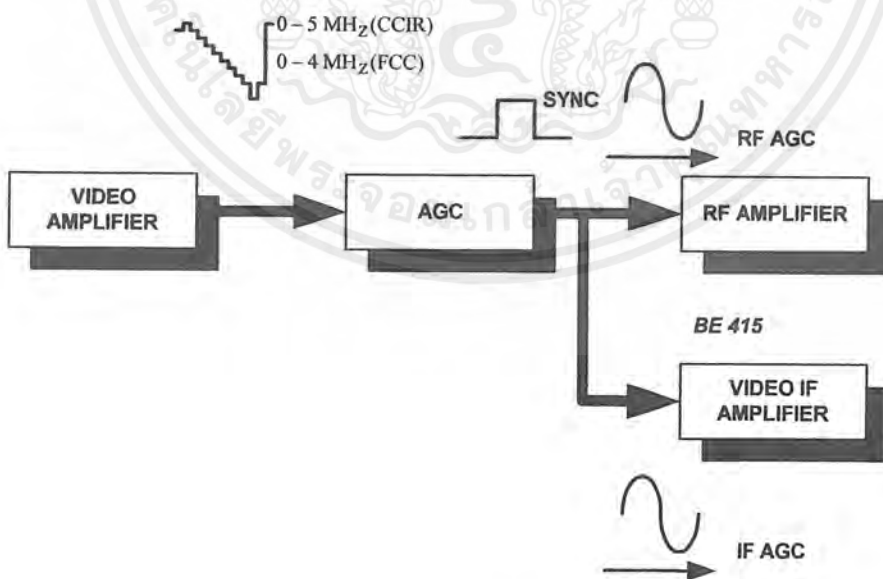 0 – 5 MHZ (CCIR)
0 – 4 MHZ (FCC)
SYNC
RF AGC
VIDEO
AMPLIFIER
AGC
RF AMPLIFIER
BE 415
VIDEO IF
AMPLIFIER
IF AGC